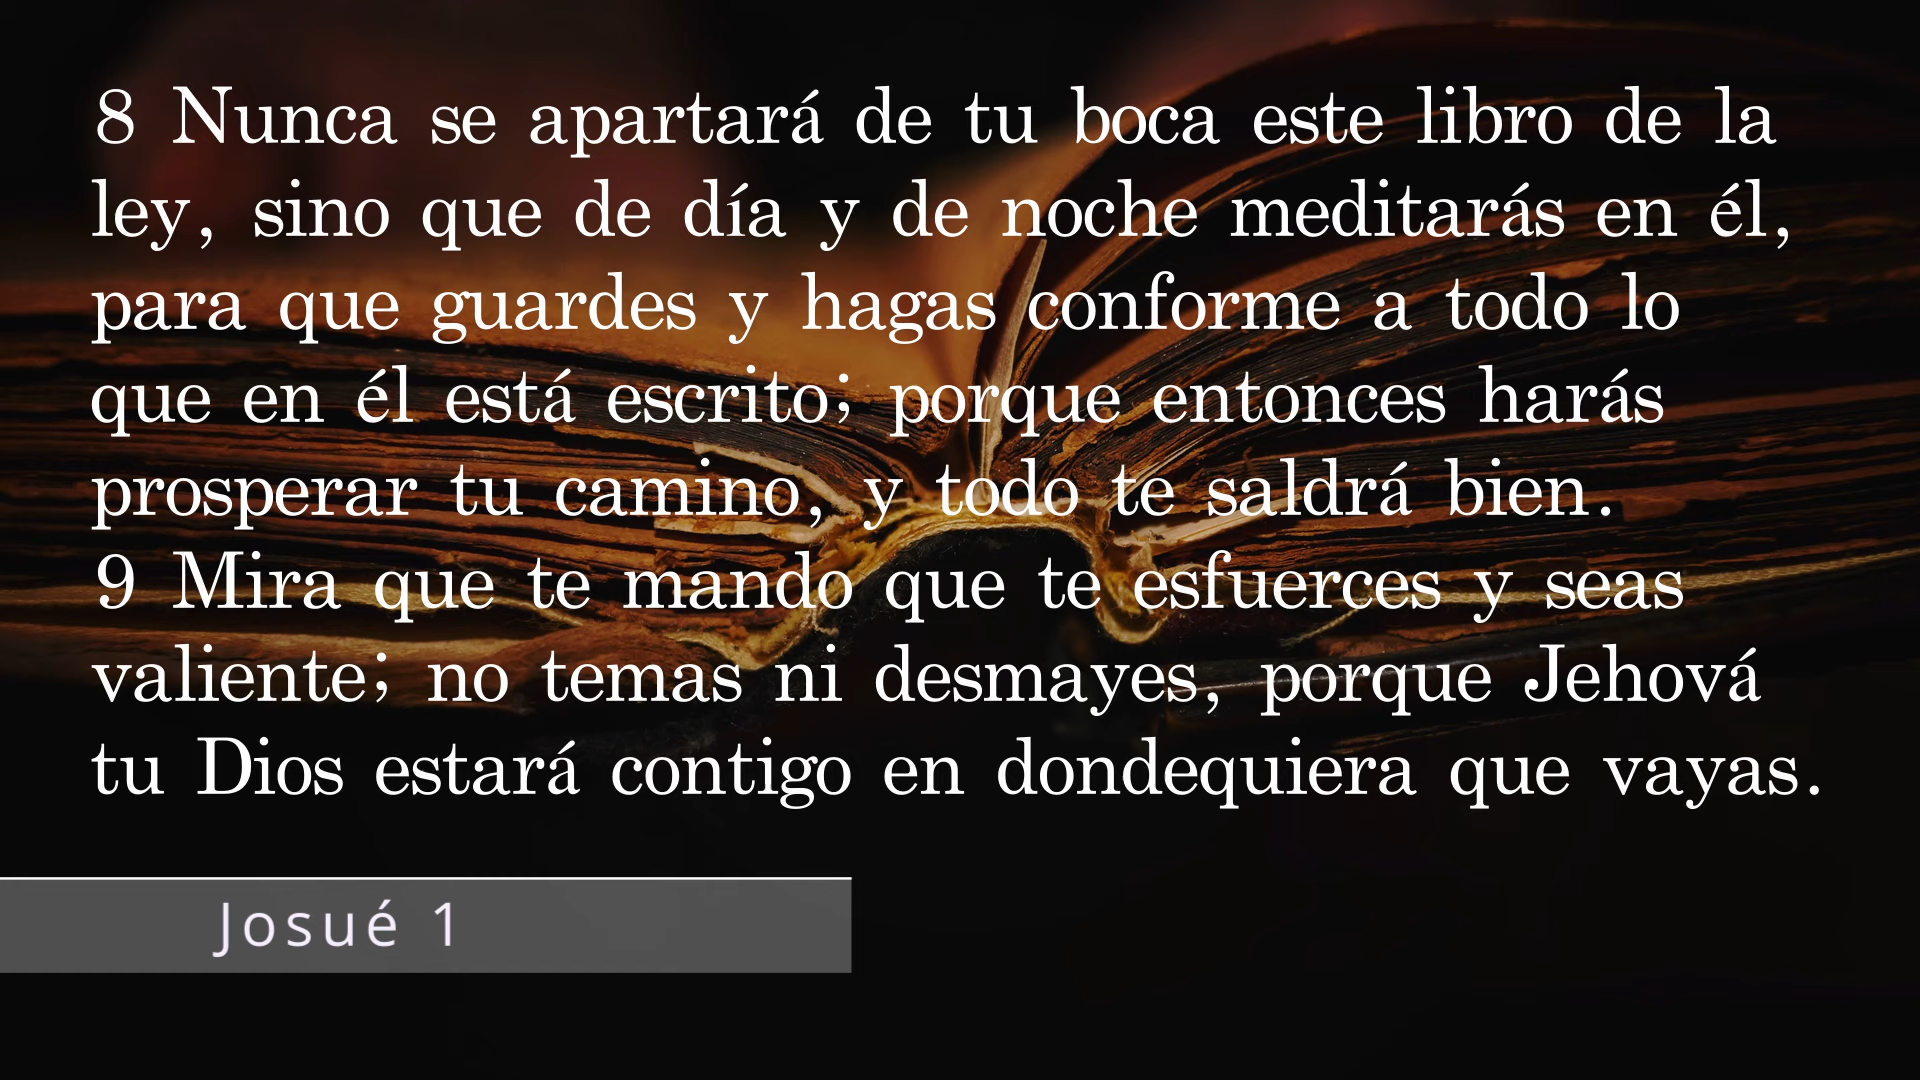 8 Nunca se apartará de tu boca este libro de la
ley, sino que de día y de noche meditarás en él,
para que guardes y hagas conforme a todo lo
que en él está escrito; porque entonces harás
prosperar tu camino, y todo te saldrá bien.
9 Mira que te mando que te esfuerces y seas
valiente; no temas ni desmayes, porque Jehová
tu Dios estará contigo en dondequiera que vayas.
Josué 1